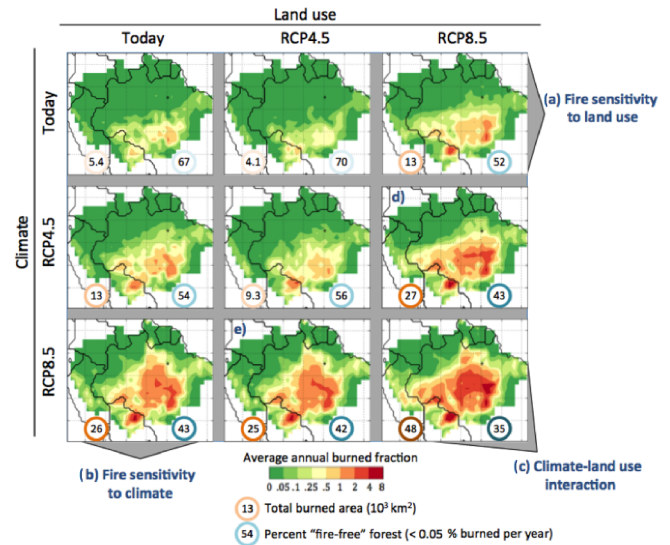 Land use
Today RCP4.5 RCP8.5
Climate
Today
5.4 67 4.1 70 13 52
(a) Fire sensitivity
to land use
RCP4.5
d)
13 54 9.3 56 27 43
RCP8.5
e)
26 43 25 42 48 35
(b) Fire sensitivity
to climate
(c) Climate-land use
interaction
Average annual burned fraction
0 .05 .1 .25 .5 1 2 4 8
13 Total burned area (10³ km²)
54 Percent "fire-free" forest (< 0.05 % burned per year)